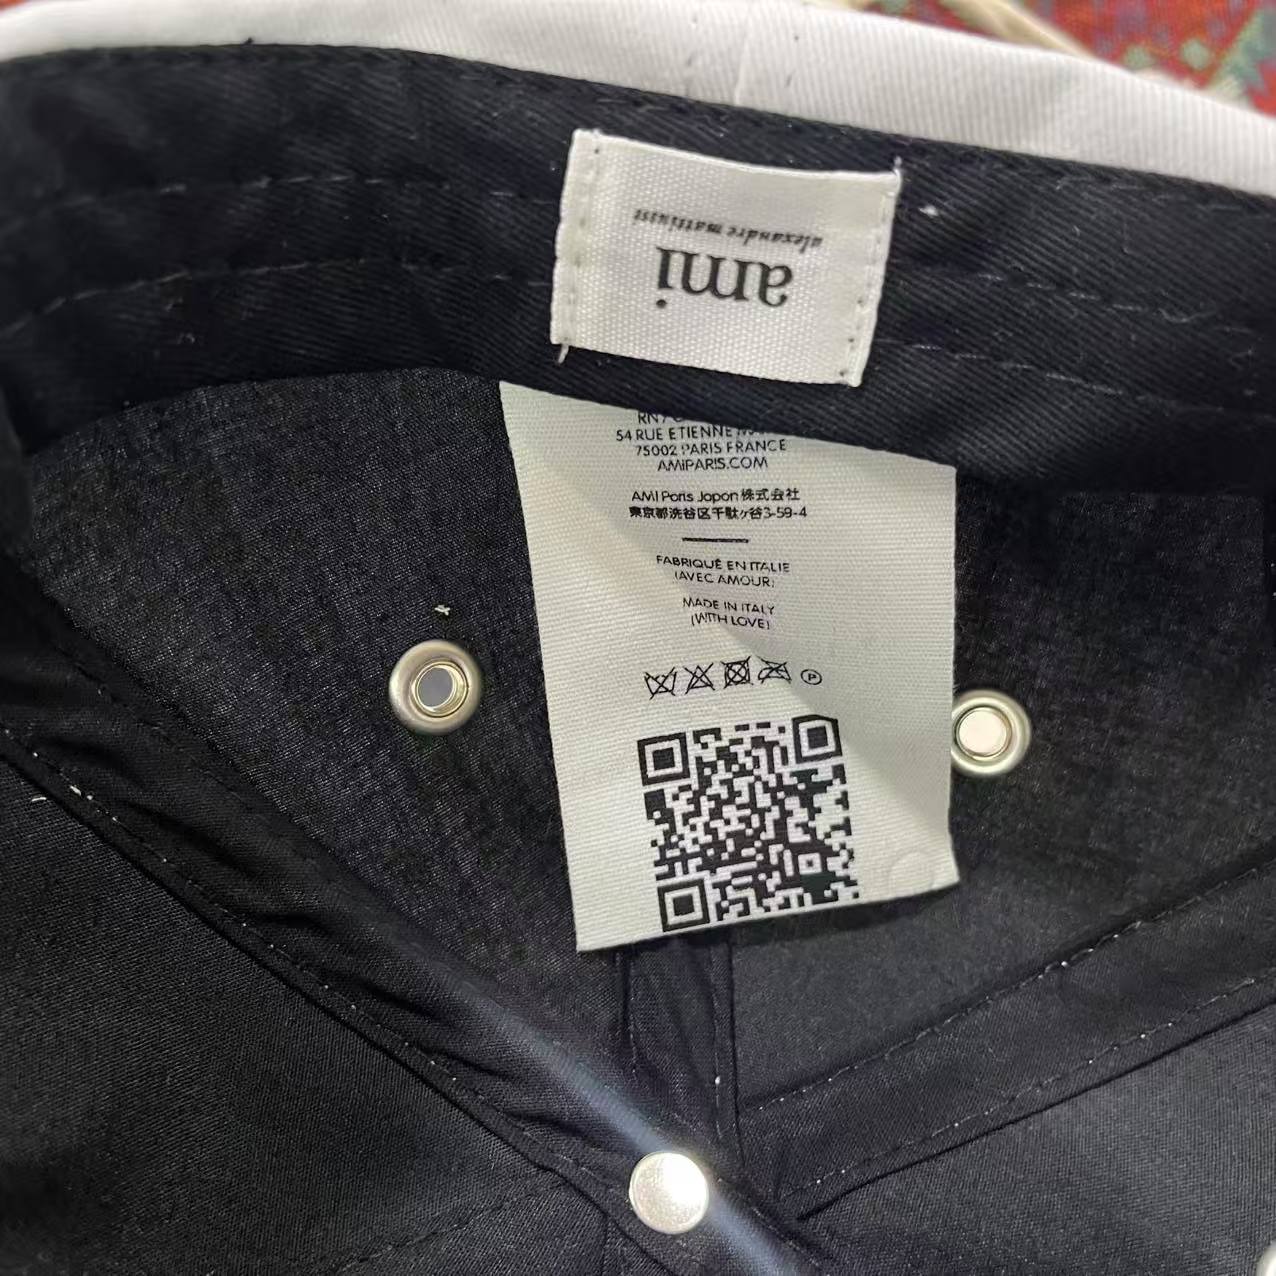 ami
alexandre mattiussi
54 RUE ETIENNE
75002 PARIS FRANCE
AMIPARIS.COM
AMI Paris Japon 株式会社
東京都渋谷区千駄ヶ谷3-59-4
FABRIQUÉ EN ITALIE
(AVEC AMOUR)
MADE IN ITALY
(WITH LOVE)
P